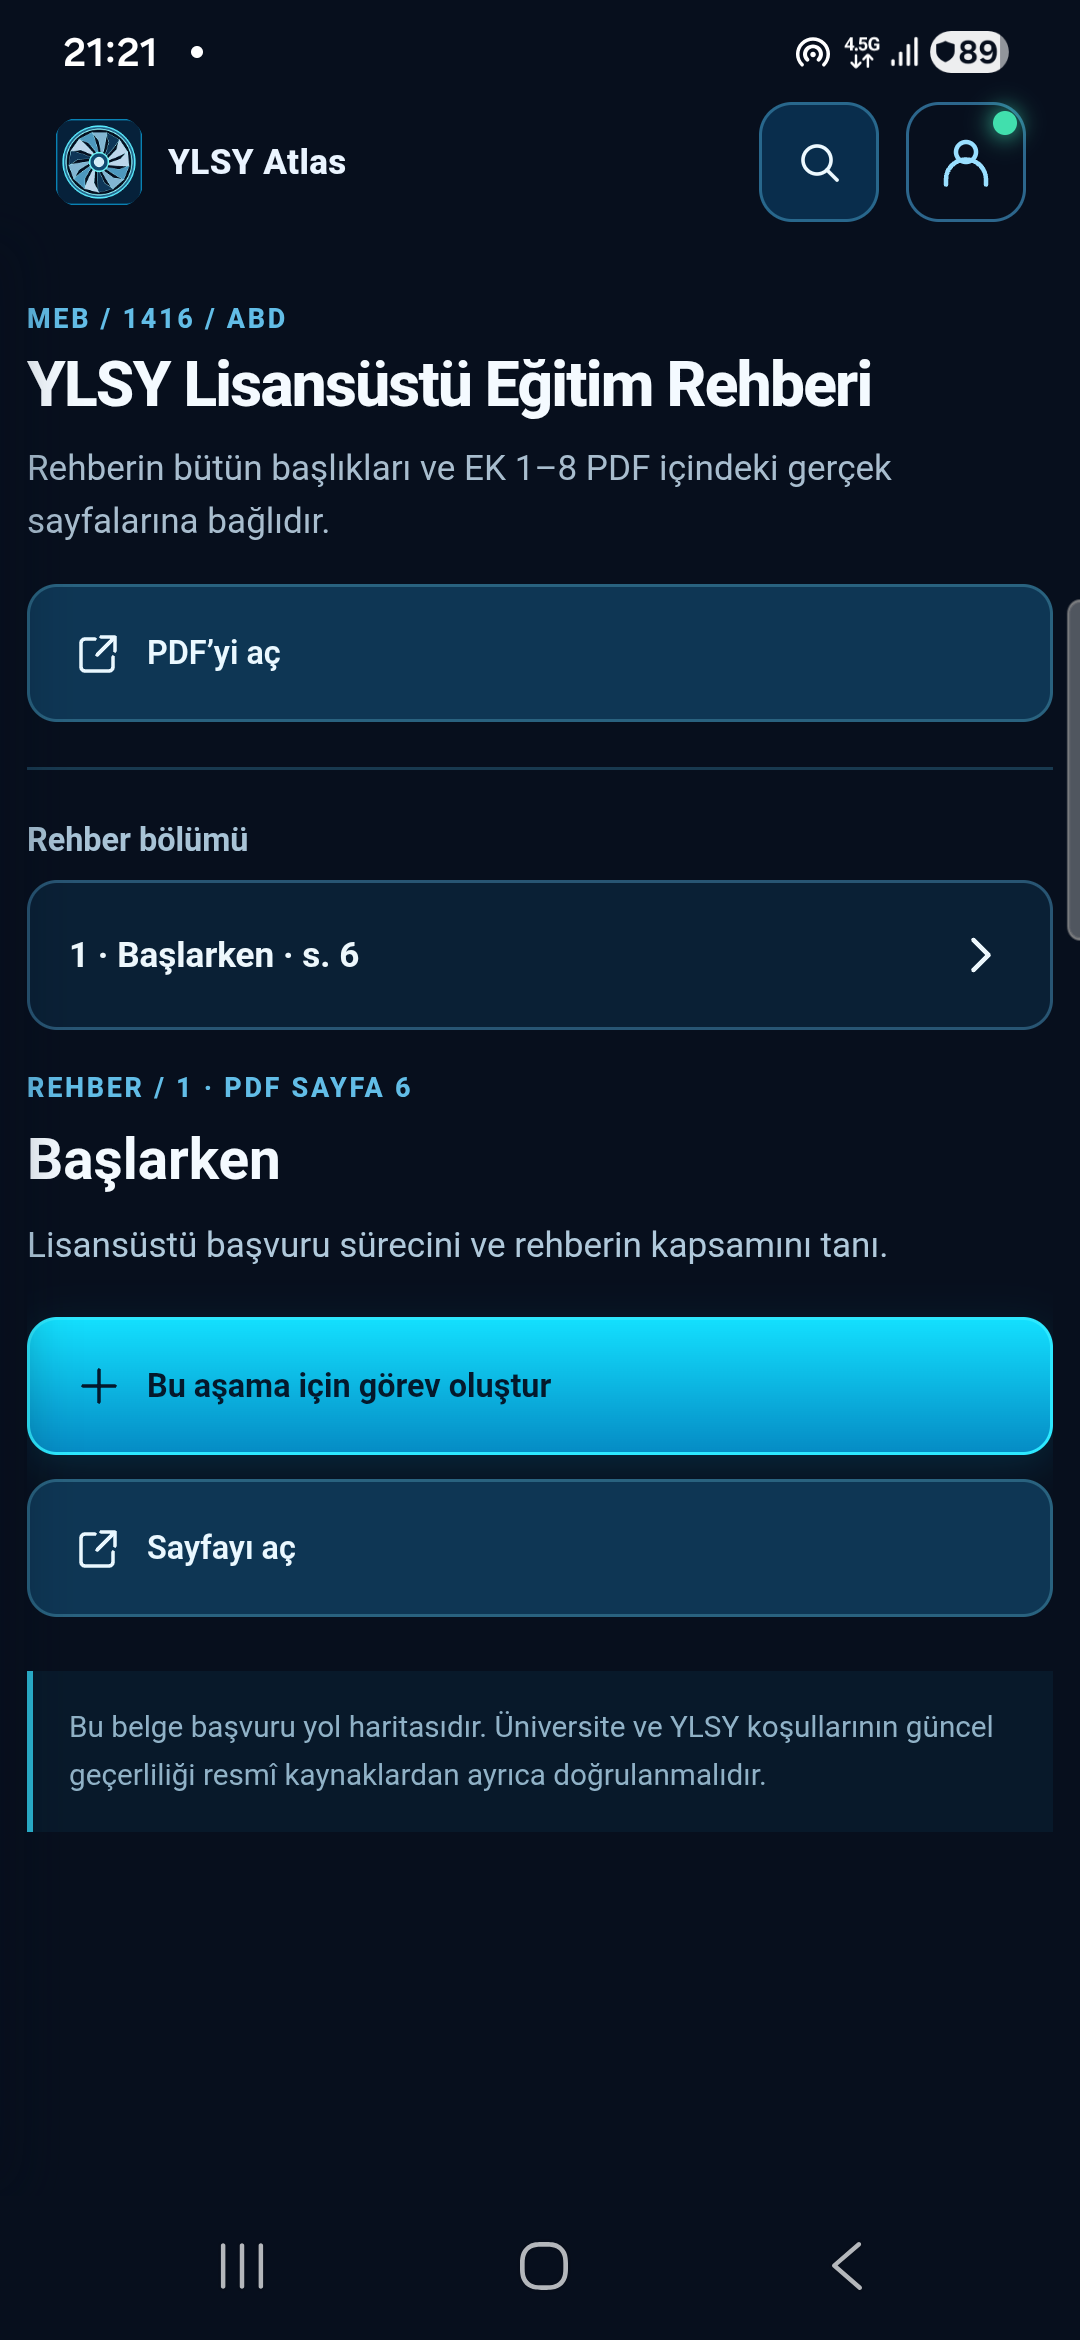 21:21
4.5G
89
YLSY Atlas
MEB / 1416 / ABD
YLSY Lisansüstü Eğitim Rehberi
Rehberin bütün başlıkları ve EK 1–8 PDF içindeki gerçek
sayfalarına bağlıdır.
PDF’yi aç
Rehber bölümü
1 · Başlarken · s. 6
REHBER / 1 · PDF SAYFA 6
Başlarken
Lisansüstü başvuru sürecini ve rehberin kapsamını tanı.
Bu aşama için görev oluştur
Sayfayı aç
Bu belge başvuru yol haritasıdır. Üniversite ve YLSY koşullarının güncel
geçerliliği resmî kaynaklardan ayrıca doğrulanmalıdır.